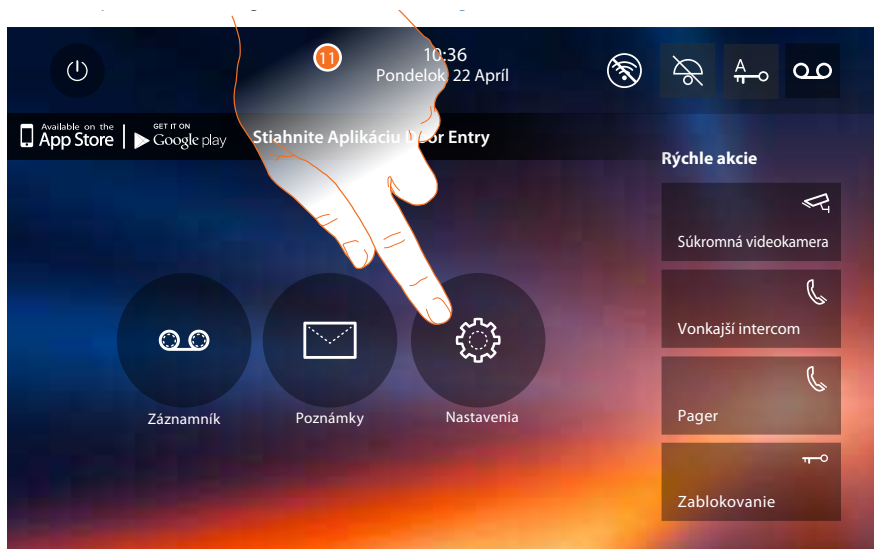 11
10:36
Pondelok, 22 Apríl
A
Available on the
App Store
GET IT ON
Google play
Stiahnite Aplikáciu Door Entry
Rýchle akcie
Súkromná videokamera
Vonkajší intercom
Pager
Zablokovanie
Záznamník
Poznámky
Nastavenia